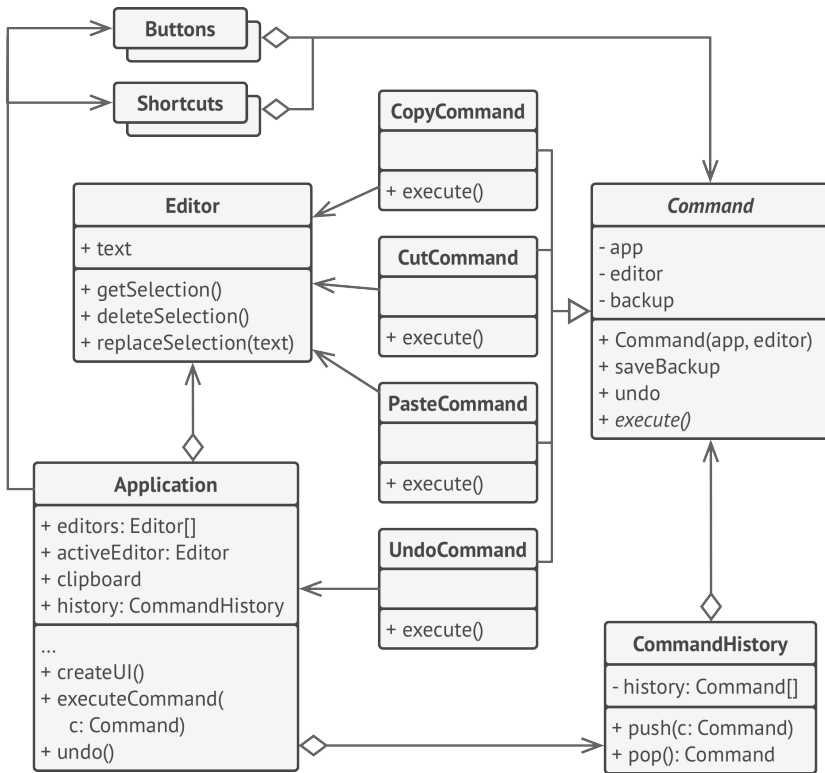 Buttons
Shortcuts
CopyCommand
+ execute()
Editor
+ text
+ getSelection()
+ deleteSelection()
+ replaceSelection(text)
CutCommand
+ execute()
Command
- app
- editor
- backup
+ Command(app, editor)
+ saveBackup
+ undo
+ execute()
PasteCommand
+ execute()
Application
+ editors: Editor[]
+ activeEditor: Editor
+ clipboard
+ history: CommandHistory
...
+ createUI()
+ executeCommand(
c: Command)
+ undo()
UndoCommand
+ execute()
CommandHistory
- history: Command[]
+ push(c: Command)
+ pop(): Command